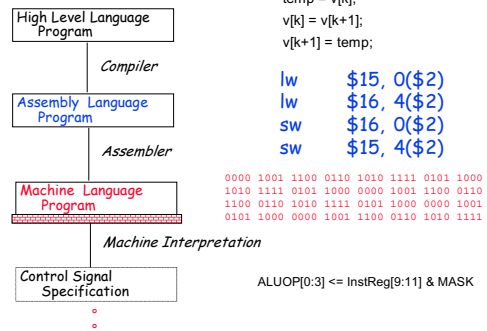 temp = v[k];
High Level Language
Program
v[k] = v[k+1];
v[k+1] = temp;
Compiler
lw $15, 0($2)
lw $16, 4($2)
sw $16, 0($2)
sw $15, 4($2)
Assembly Language
Program
Assembler
0000 1001 1100 0110 1010 1111 0101 1000
1010 1111 0101 1000 0000 1001 1100 0110
1100 0110 1010 1111 0101 1000 0000 1001
0101 1000 0000 1001 1100 0110 1010 1111
Machine Language
Program
Machine Interpretation
Control Signal
Specification
ALUOP[0:3] <= InstReg[9:11] & MASK